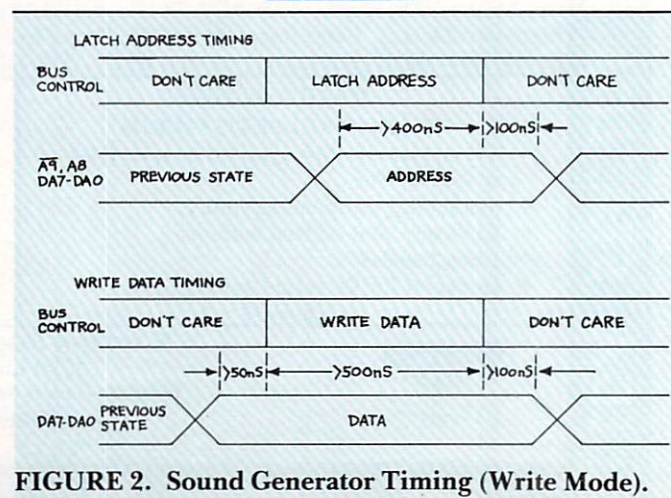 LATCH ADDRESS TIMING
BUS CONTROL
DON'T CARE
LATCH ADDRESS
DON'T CARE
>400nS
>100nS
A̅9̅, A8
DA7-DA0
PREVIOUS STATE
ADDRESS
WRITE DATA TIMING
BUS CONTROL
DON'T CARE
WRITE DATA
DON'T CARE
>50nS
>500nS
>100nS
DA7-DA0
PREVIOUS STATE
DATA
FIGURE 2. Sound Generator Timing (Write Mode).